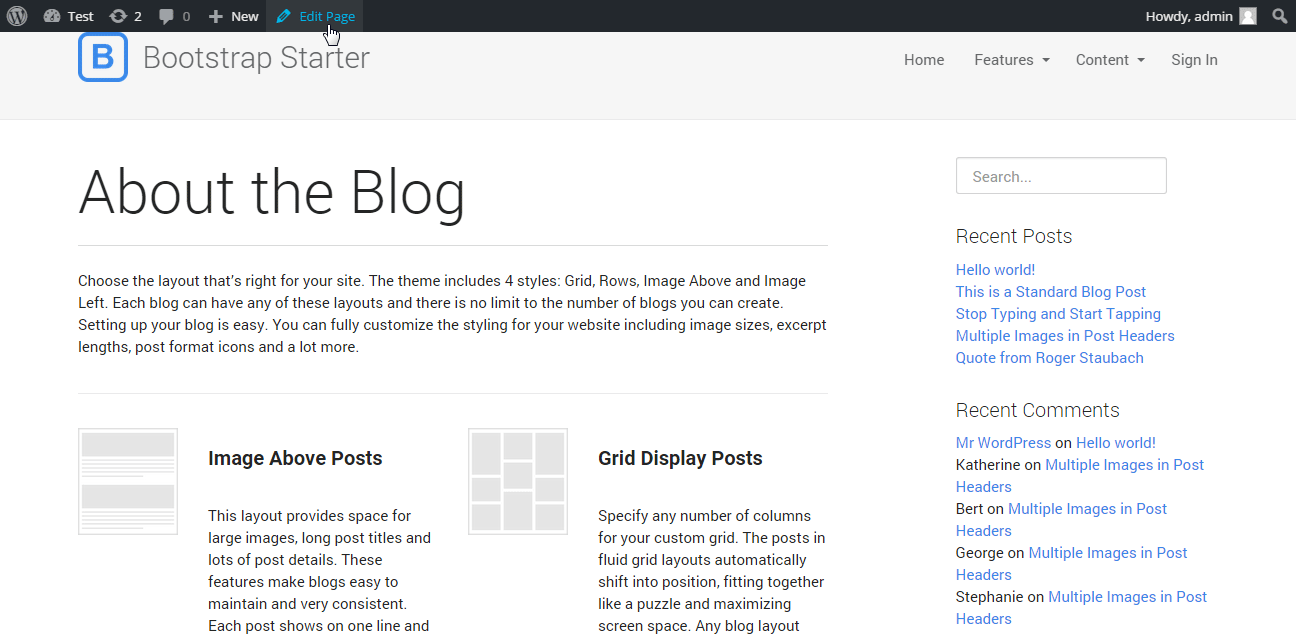 Test 2 0 New Edit Page Howdy, admin
B Bootstrap Starter
Home Features Content Sign In
About the Blog
Choose the layout that's right for your site. The theme includes 4 styles: Grid, Rows, Image Above and Image
Left. Each blog can have any of these layouts and there is no limit to the number of blogs you can create.
Setting up your blog is easy. You can fully customize the styling for your website including image sizes, excerpt
lengths, post format icons and a lot more.
Image Above Posts
This layout provides space for
large images, long post titles and
lots of post details. These
features make blogs easy to
maintain and very consistent.
Each post shows on one line and
Grid Display Posts
Specify any number of columns
for your custom grid. The posts in
fluid grid layouts automatically
shift into position, fitting together
like a puzzle and maximizing
screen space. Any blog layout
Search...
Recent Posts
Hello world!
This is a Standard Blog Post
Stop Typing and Start Tapping
Multiple Images in Post Headers
Quote from Roger Staubach
Recent Comments
Mr WordPress on Hello world!
Katherine on Multiple Images in Post
Headers
Bert on Multiple Images in Post
Headers
George on Multiple Images in Post
Headers
Stephanie on Multiple Images in Post
Headers